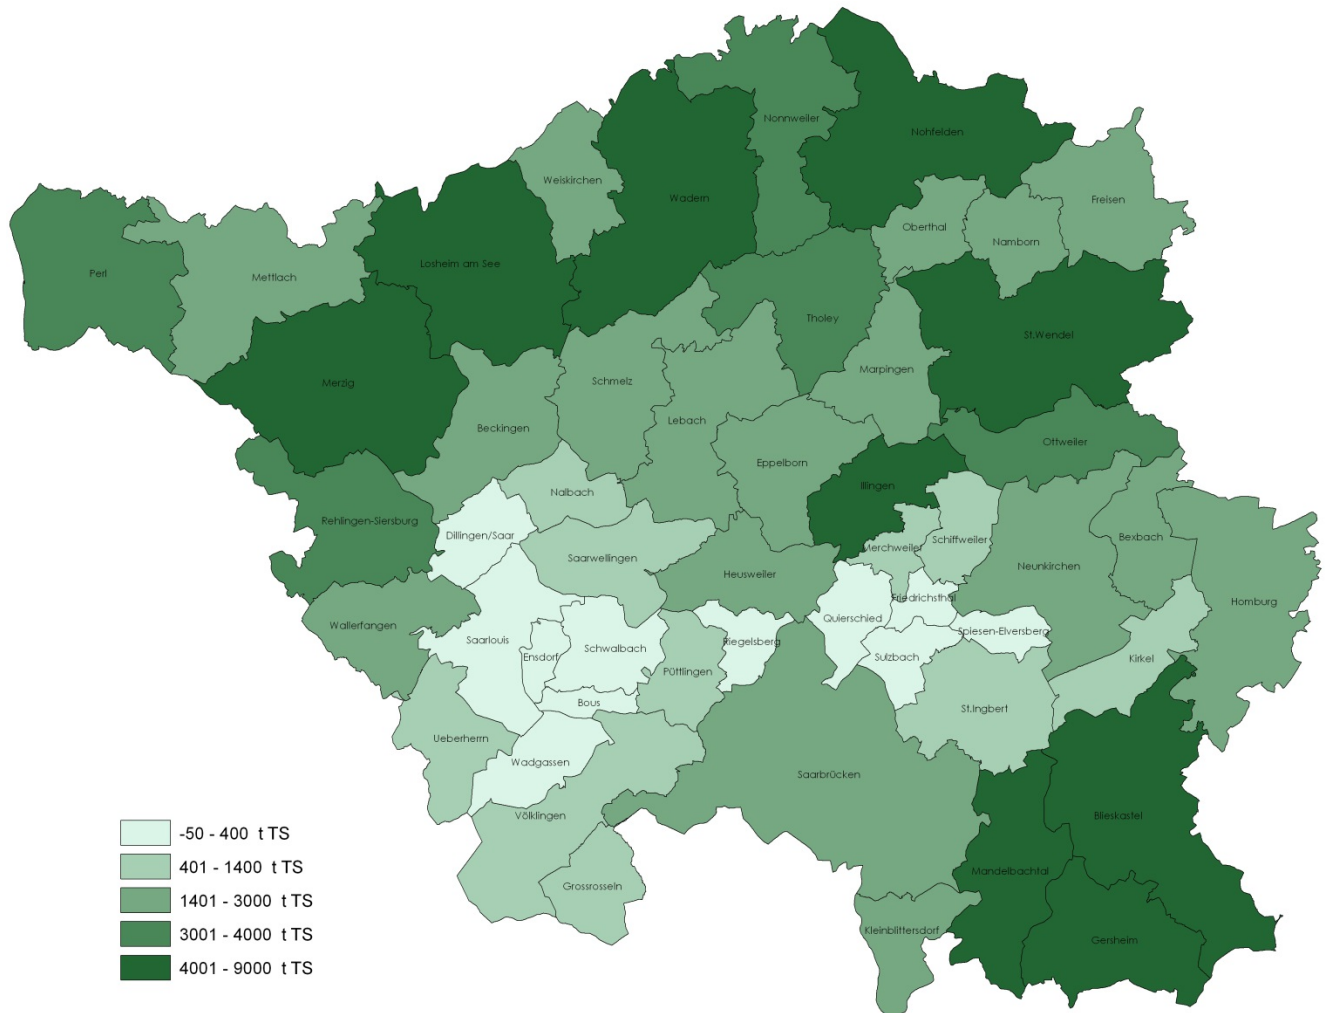 Nonnweiler
Nohfelden
Weiskirchen
Wadern
Freisen
Oberthal
Namborn
Perl
Mettlach
Losheim am See
Tholey
St.Wendel
Merzig
Schmelz
Marpingen
Lebach
Beckingen
Ottweiler
Eppelborn
Illingen
Nalbach
Rehlingen-Siersburg
Dillingen/Saar
Saarwellingen
Merchweiler
Schiffweiler
Bexbach
Neunkirchen
Heusweiler
Friedrichsthal
Homburg
Wallerfangen
Saarlouis
Quierschied
Spiesen-Elversberg
Ensdorf
Schwalbach
Riegelsberg
Sulzbach
Kirkel
Püttlingen
Bous
St.Ingbert
Ueberherrn
Wadgassen
Saarbrücken
Völklingen
Blieskastel
Mandelbachtal
Grossrosseln
Kleinblittersdorf
Gersheim
-50 - 400 t TS
401 - 1400 t TS
1401 - 3000 t TS
3001 - 4000 t TS
4001 - 9000 t TS